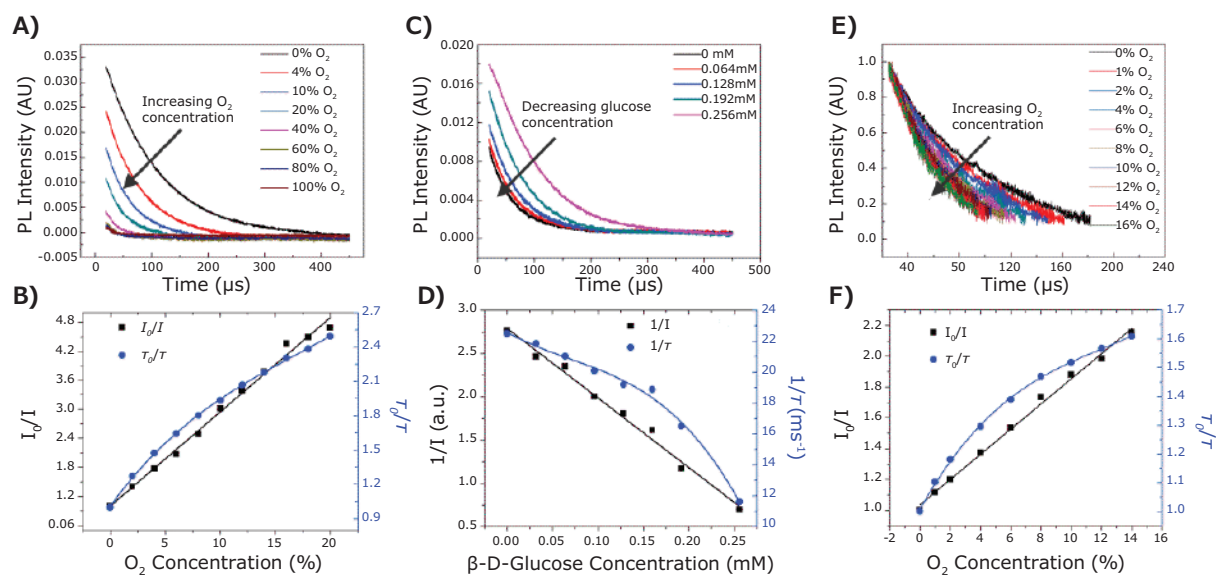 A)
PL Intensity (AU)
0.035
0.030
0.025
0.020
0.015
0.010
0.005
0.000
-0.005
0% O₂
4% O₂
10% O₂
20% O₂
40% O₂
60% O₂
80% O₂
100% O₂
Increasing O₂
concentration
0 100 200 300 400
Time (µs)
C)
PL Intensity (AU)
0.020
0.016
0.012
0.008
0.004
0.000
0 mM
0.064mM
0.128mM
0.192mM
0.256mM
Decreasing glucose
concentration
0 50 100 150 200 250 300 350 400 450 500
Time (µs)
E)
PL Intensity (AU)
1.0
0.8
0.6
0.4
0.2
0.0
0% O₂
1% O₂
2% O₂
4% O₂
6% O₂
8% O₂
10% O₂
12% O₂
14% O₂
16% O₂
Increasing O₂
concentration
40 50 120 160 200 240
Time (µs)
B)
I₀/I
4.8
4.2
3.6
3.0
2.4
1.8
1.2
0.06
I₀/I
τ₀/τ
2.7
2.4
2.1
1.8
1.5
1.2
0.9
τ₀/τ
0 5 10 15 20
O₂ Concentration (%)
D)
1/I (a.u.)
3.0
2.5
2.0
1.5
1.0
0.5
1/I
1/τ
24
22
20
18
16
14
12
10
1/τ (ms⁻¹)
0.00 0.05 0.10 0.15 0.20 0.25
β-D-Glucose Concentration (mM)
F)
I₀/I
2.2
2.0
1.8
1.6
1.4
1.2
1.0
I₀/I
τ₀/τ
1.7
1.6
1.5
1.4
1.3
1.2
1.1
1.0
τ₀/τ
-2 0 2 4 6 8 10 12 14 16
O₂ Concentration (%)